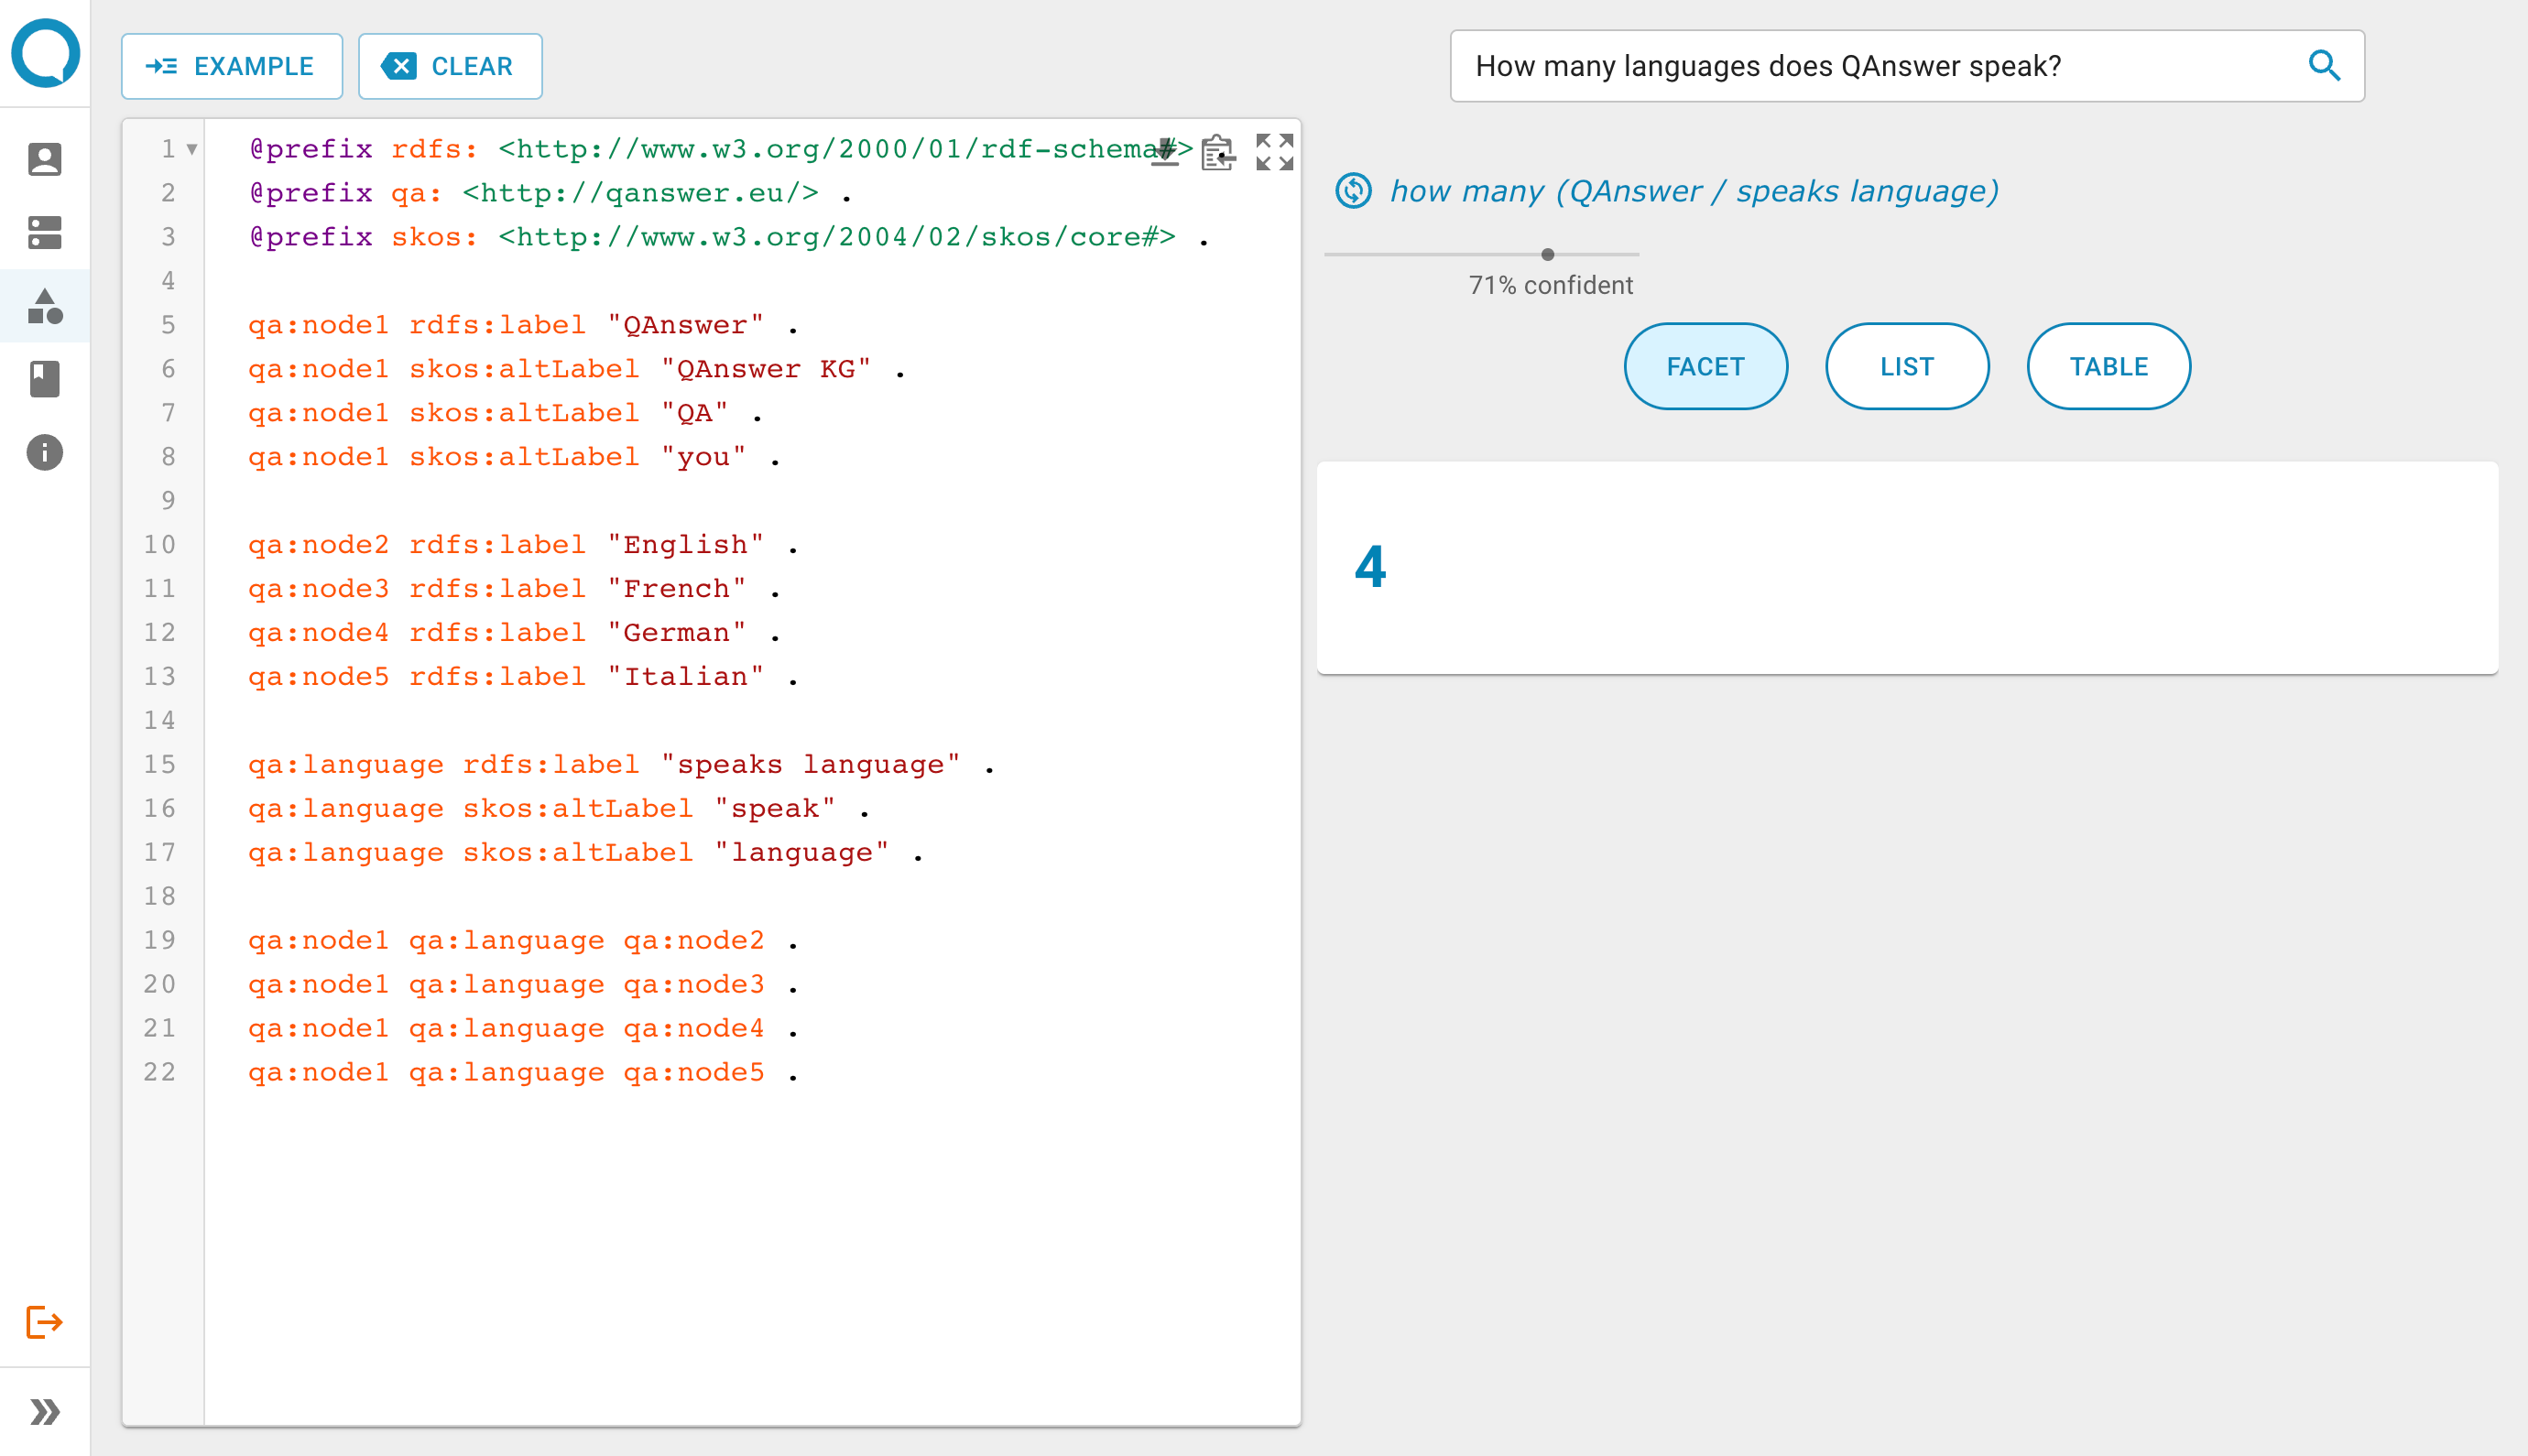 EXAMPLE
CLEAR
How many languages does QAnswer speak?
1 @prefix rdfs: <http://www.w3.org/2000/01/rdf-schema#> .
2 @prefix qa: <http://qanswer.eu/> .
3 @prefix skos: <http://www.w3.org/2004/02/skos/core#> .
4
5 qa:node1 rdfs:label "QAnswer" .
6 qa:node1 skos:altLabel "QAnswer KG" .
7 qa:node1 skos:altLabel "QA" .
8 qa:node1 skos:altLabel "you" .
9
10 qa:node2 rdfs:label "English" .
11 qa:node3 rdfs:label "French" .
12 qa:node4 rdfs:label "German" .
13 qa:node5 rdfs:label "Italian" .
14
15 qa:language rdfs:label "speaks language" .
16 qa:language skos:altLabel "speak" .
17 qa:language skos:altLabel "language" .
18
19 qa:node1 qa:language qa:node2 .
20 qa:node1 qa:language qa:node3 .
21 qa:node1 qa:language qa:node4 .
22 qa:node1 qa:language qa:node5 .
how many (QAnswer / speaks language)
71% confident
FACET
LIST
TABLE
4